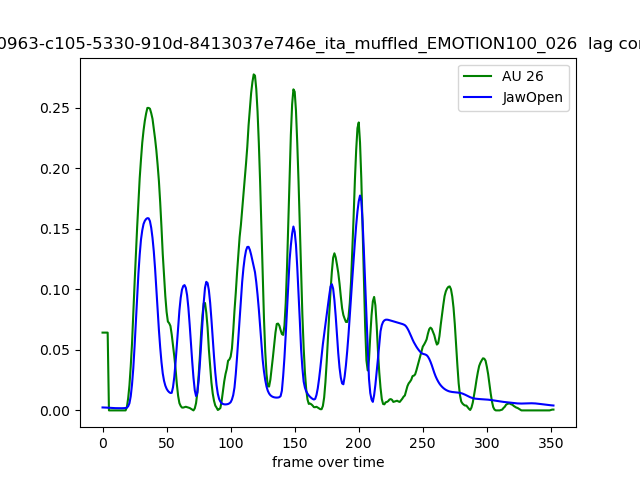 0963-c105-5330-910d-8413037e746e_ita_muffled_EMOTION100_026 lag
AU 26
JawOpen
0.25
0.20
0.15
0.10
0.05
0.00
0 50 100 150 200 250 300 350
frame over time